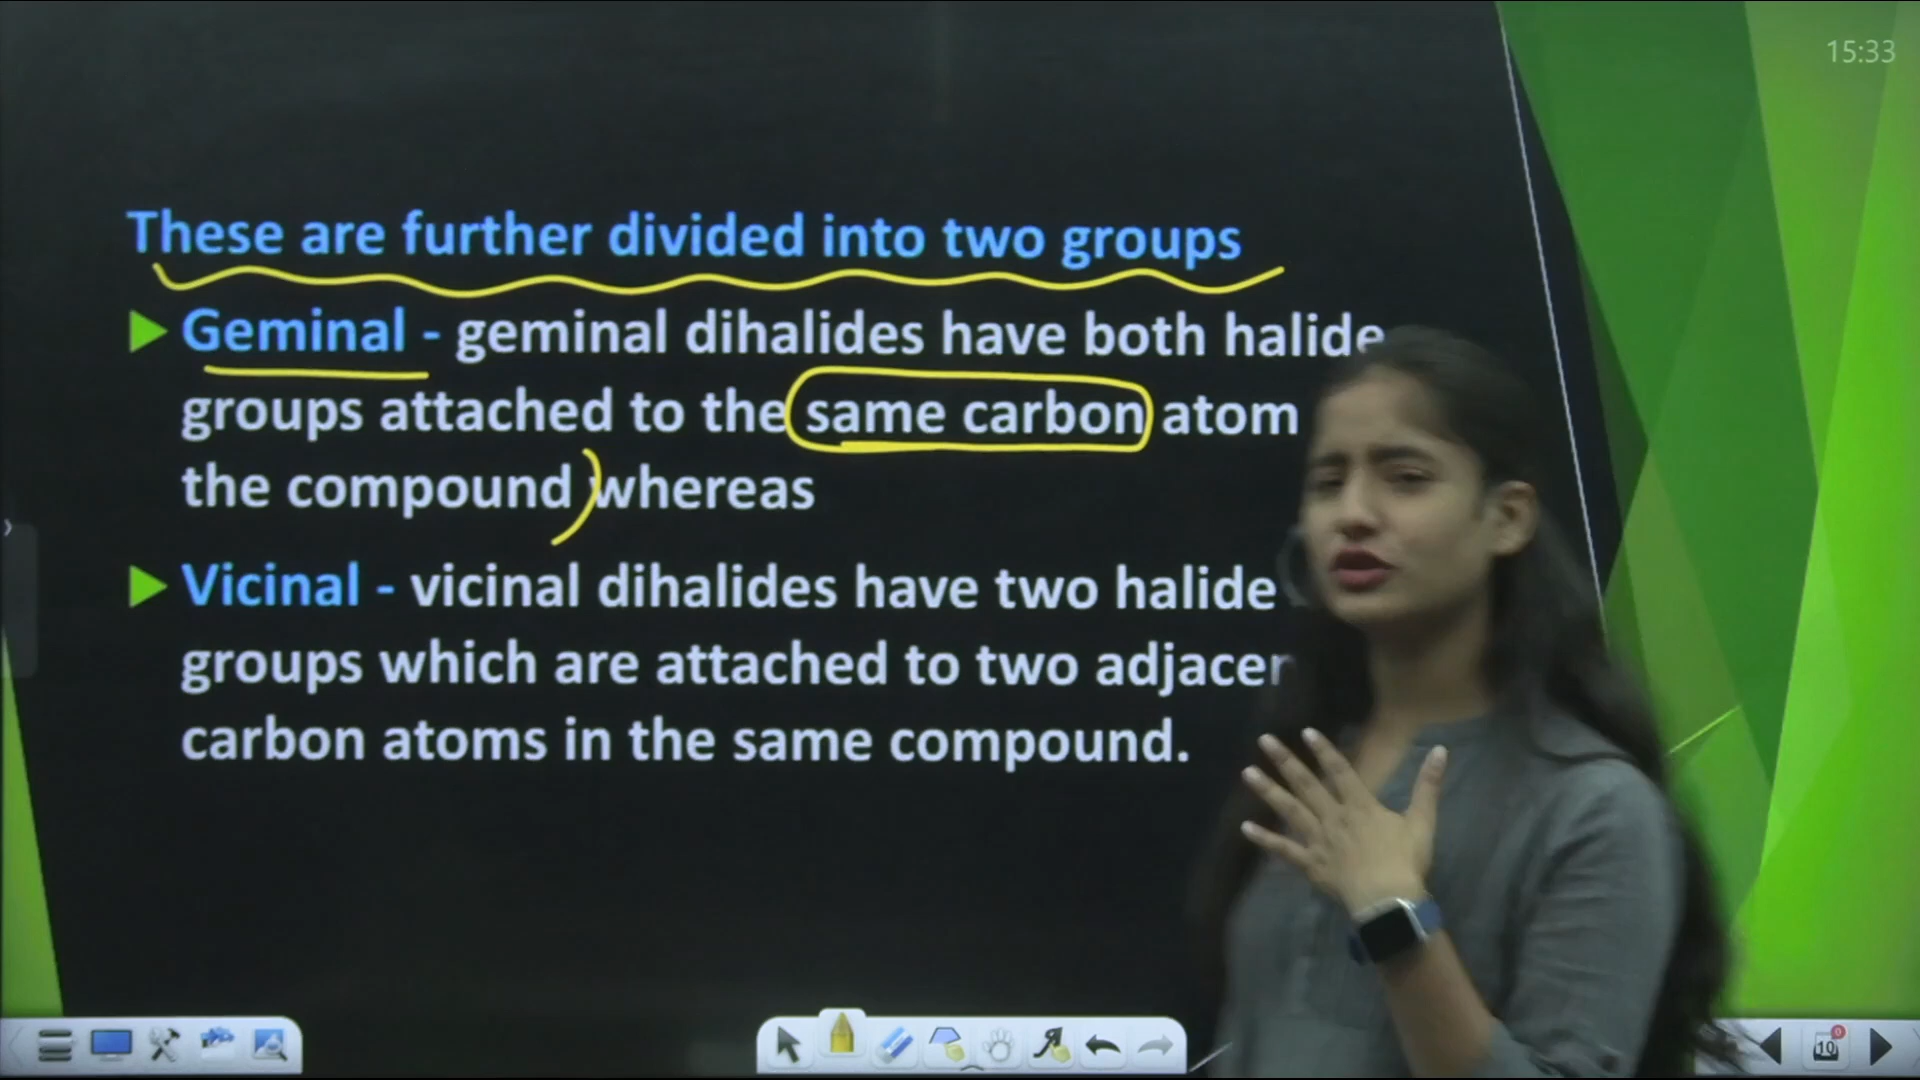 15:33
These are further divided into two groups
Geminal - geminal dihalides have both halide
groups attached to the same carbon atom
the compound whereas
Vicinal - vicinal dihalides have two halide
groups which are attached to two
carbon atoms in the same compound.
10
0